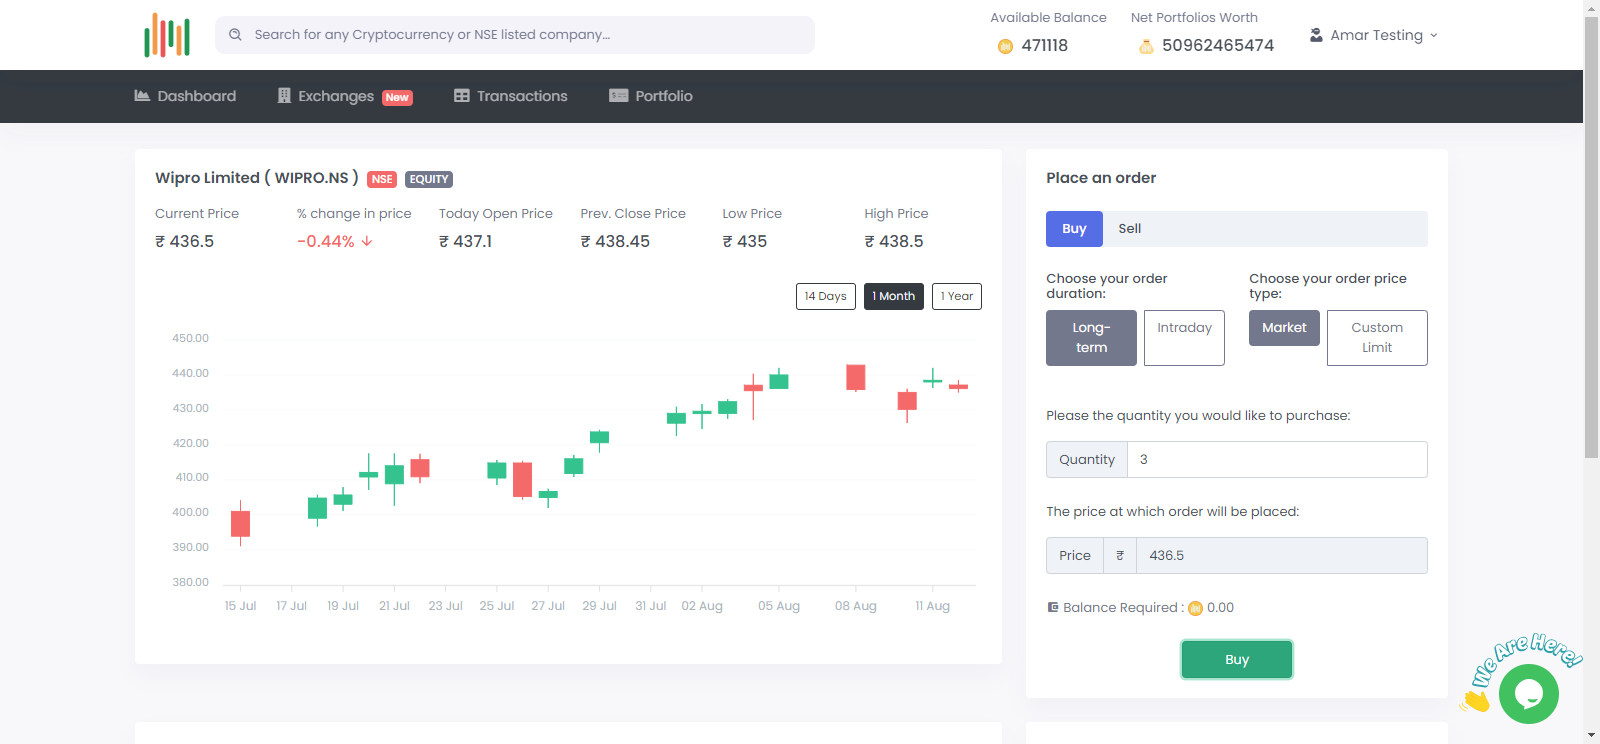 Search for any Cryptocurrency or NSE listed company...
Available Balance
471118
Net Portfolios Worth
50962465474
Amar Testing
Dashboard
Exchanges New
Transactions
Portfolio
Wipro Limited ( WIPRO.NS ) NSE EQUITY
Current Price
₹ 436.5
% change in price
-0.44% ↓
Today Open Price
₹ 437.1
Prev. Close Price
₹ 438.45
Low Price
₹ 435
High Price
₹ 438.5
14 Days
1 Month
1 Year
450.00
440.00
430.00
420.00
410.00
400.00
390.00
380.00
15 Jul
17 Jul
19 Jul
21 Jul
23 Jul
25 Jul
27 Jul
29 Jul
31 Jul
02 Aug
05 Aug
08 Aug
11 Aug
Place an order
Buy
Sell
Choose your order
duration:
Long-
term
Intraday
Choose your order price
type:
Market
Custom
Limit
Please the quantity you would like to purchase:
Quantity
3
The price at which order will be placed:
Price
₹
436.5
Balance Required : 0.00
Buy
We Are Here!